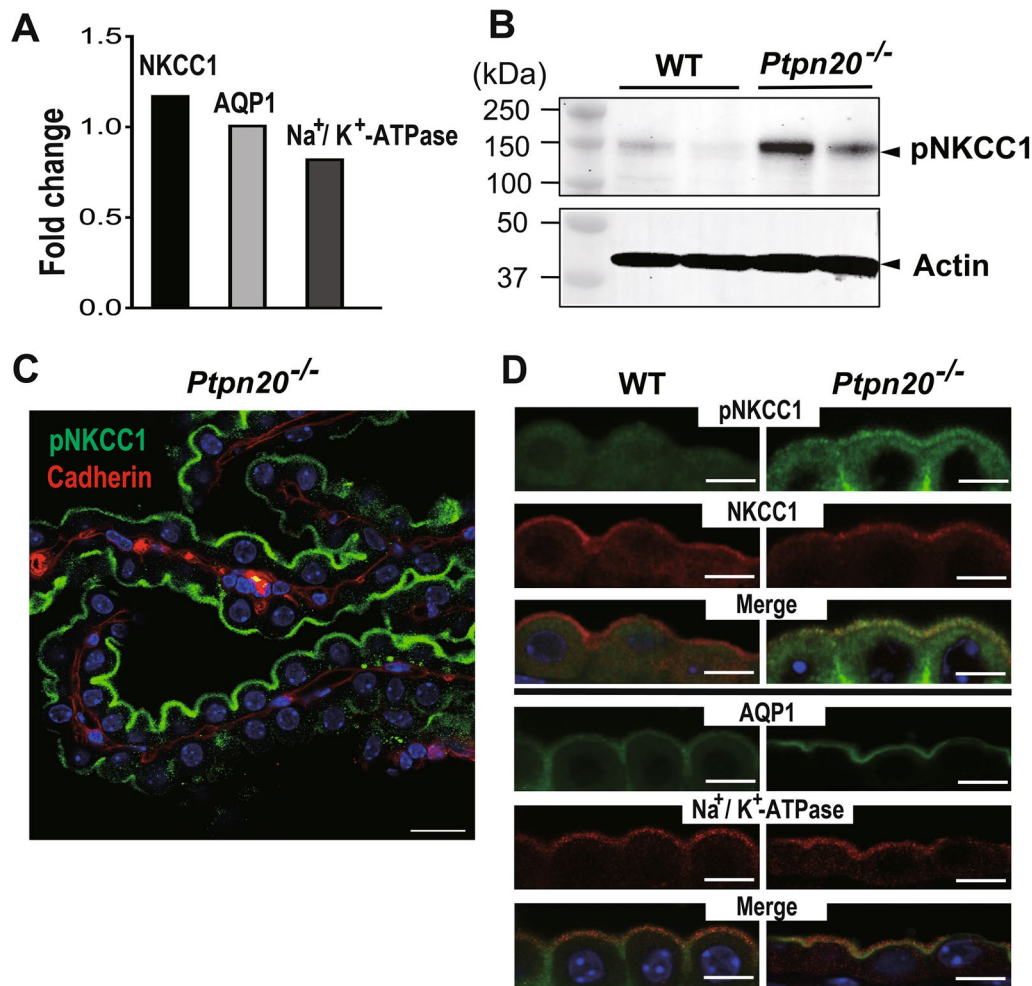 A
Fold change
1.5
1.0
0.5
0.0
NKCC1
AQP1
Na⁺/ K⁺-ATPase
B
(kDa)
WT
Ptpn20⁻/⁻
250
150
100
pNKCC1
50
37
Actin
C
Ptpn20⁻/⁻
pNKCC1
Cadherin
D
WT
Ptpn20⁻/⁻
pNKCC1
NKCC1
Merge
AQP1
Na⁺/ K⁺-ATPase
Merge